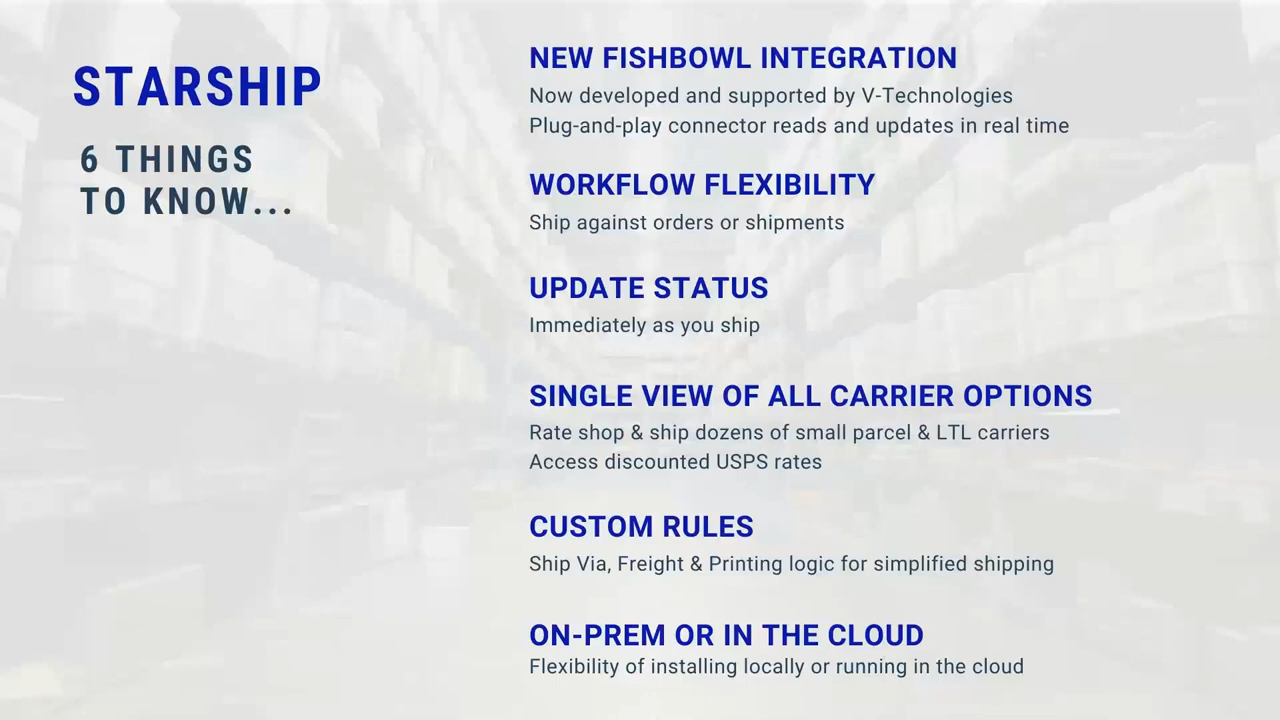 STARSHIP
6 THINGS
TO KNOW...
NEW FISHBOWL INTEGRATION
Now developed and supported by V-Technologies
Plug-and-play connector reads and updates in real time
WORKFLOW FLEXIBILITY
Ship against orders or shipments
UPDATE STATUS
Immediately as you ship
SINGLE VIEW OF ALL CARRIER OPTIONS
Rate shop & ship dozens of small parcel & LTL carriers
Access discounted USPS rates
CUSTOM RULES
Ship Via, Freight & Printing logic for simplified shipping
ON-PREM OR IN THE CLOUD
Flexibility of installing locally or running in the cloud